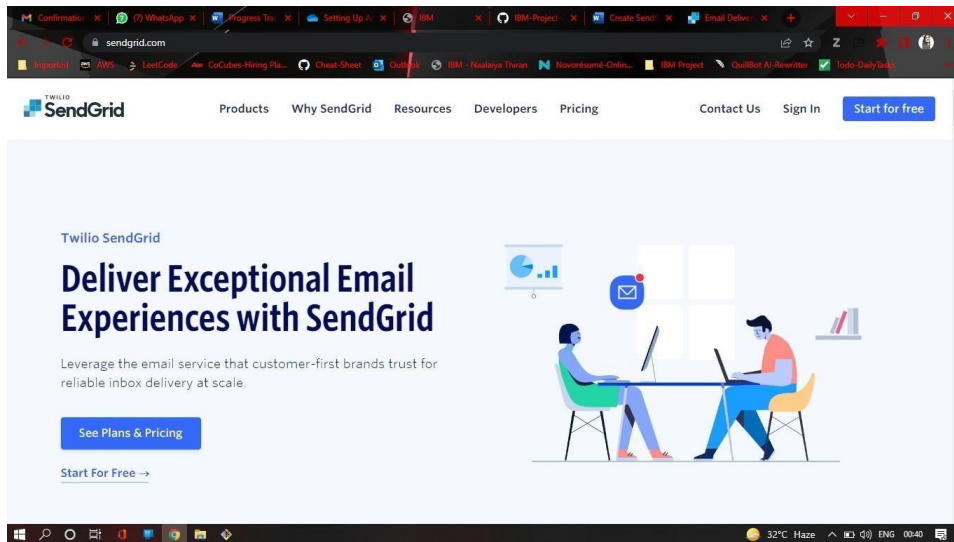 Confirmation
(7) WhatsApp
Progress Trac
Setting Up A
IBM
IBM-Project
Create Send
Email Deliver
sendgrid.com
Imported
AWS
LeetCode
CoCubes-Hiring Pla...
Cheat-Sheet
Outlook
IBM - Naalaiya Thiran
Novorésumé-Onlin...
IBM Project
QuillBot AI-Rewriter
Todo-DailyTasks
TWILIO
SendGrid
Products
Why SendGrid
Resources
Developers
Pricing
Contact Us
Sign In
Start for free
Twilio SendGrid
Deliver Exceptional Email
Experiences with SendGrid
Leverage the email service that customer-first brands trust for
reliable inbox delivery at scale.
See Plans & Pricing
Start For Free →
32°C Haze
ENG
00:40